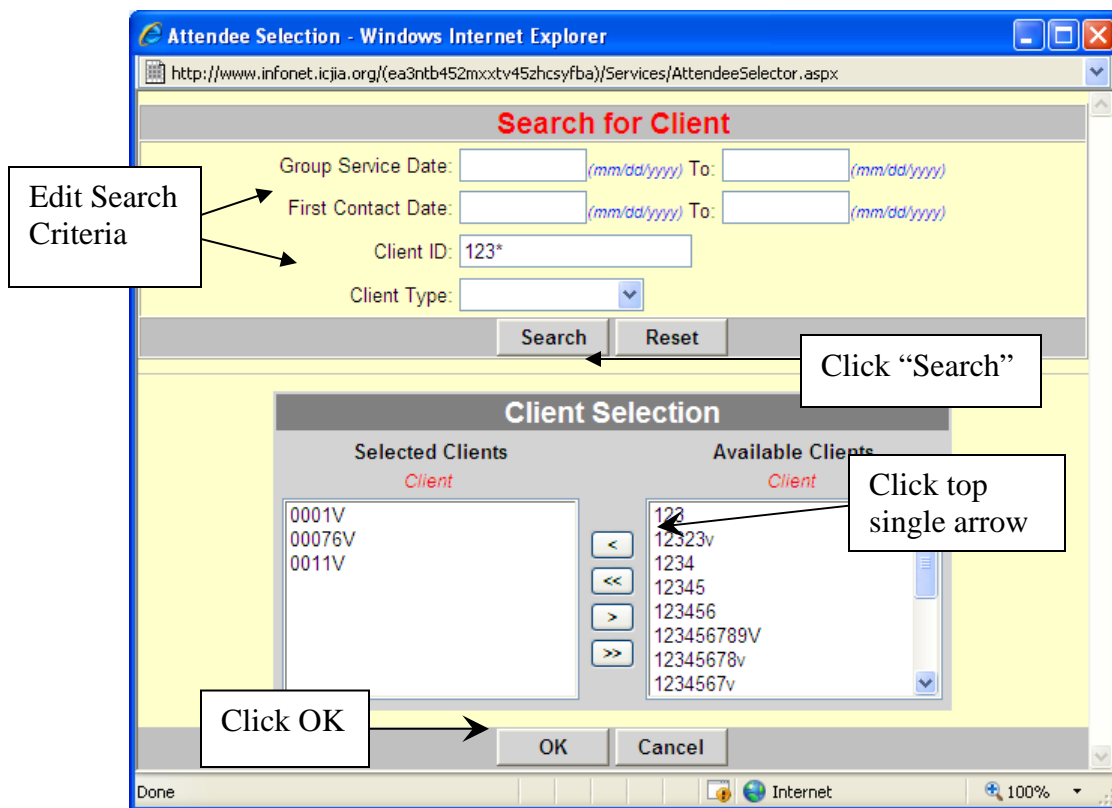 Attendee Selection - Windows Internet Explorer
http://www.infonet.icjia.org/(ea3ntb452mxxtv45zhcsyfba)/Services/AttendeeSelector.aspx
Search for Client
Group Service Date: (mm/dd/yyyy) To: (mm/dd/yyyy)
First Contact Date: (mm/dd/yyyy) To: (mm/dd/yyyy)
Client ID: 123*
Client Type:
Edit Search
Criteria
Search Reset
Click “Search”
Client Selection
Selected Clients
Client
0001V
00076V
0011V
<
<<
>
>>
Available Clients
Client
123
12323v
1234
12345
123456
123456789V
12345678v
1234567v
Click top
single arrow
Click OK
OK Cancel
Done Internet 100%